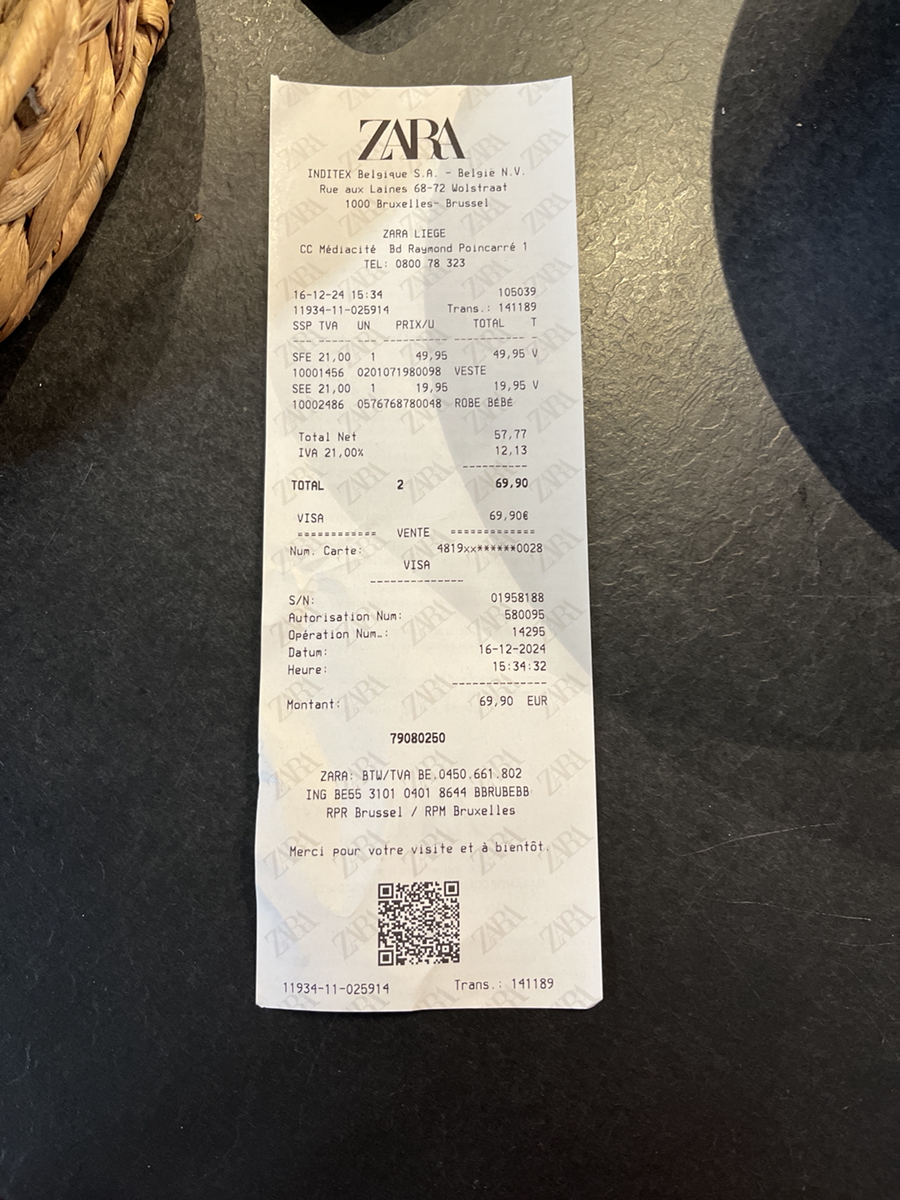 ZARA
INDITEX Belgique S.A. - België N.V.
Rue aux Laines 68-72 Wolstraat
1000 Bruxelles- Brussel
ZARA LIEGE
CC Médiacité Bd Raymond Poincarré 1
TEL: 0800 78 323
16-12-24 15:34 105039
11934-11-025914 Trans.: 141189
SSP TVA UN PRIX/U TOTAL T
--- ----- ---- --------- ----------- --
SFE 21,00 1 49,95 49,95 V
10001456 0201071980098 VESTE
SEE 21,00 1 19,95 19,95 V
10002486 0576768780048 ROBE BÉBÉ
Total Net 57,77
IVA 21,00% 12,13
----------
TOTAL 2 69,90
VISA 69,90€
============ VENTE =============
Num. Carte: 4819xx******0028
VISA
--------------
S/N: 01958188
Autorisation Num: 580095
Opération Num.: 14295
Datum: 16-12-2024
Heure: 15:34:32
--------------
Montant: 69,90 EUR
79080250
ZARA: BTW/TVA BE.0450.661.802
ING BE55 3101 0401 8644 BBRUBEBB
RPR Brussel / RPM Bruxelles
Merci pour votre visite et à bientôt.
11934-11-025914 Trans.: 141189